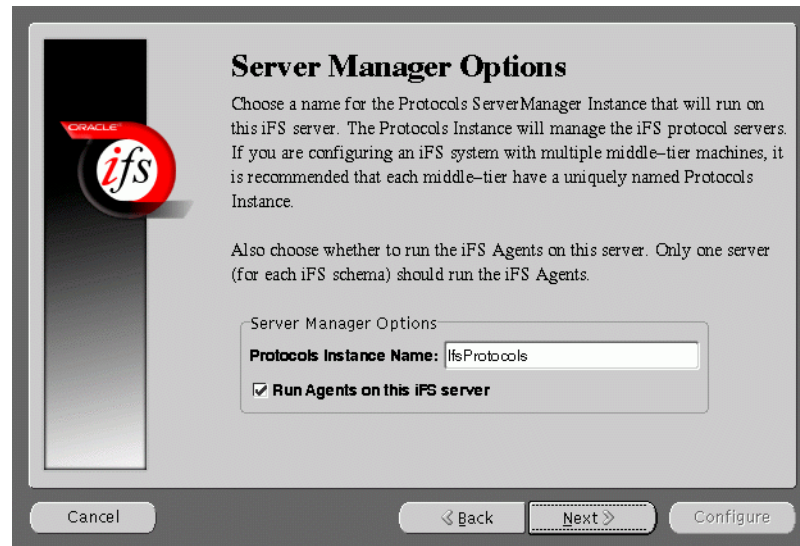 Server Manager Options
Choose a name for the Protocols ServerManager Instance that will run on
this iFS server. The Protocols Instance will manage the iFS protocol servers.
If you are configuring an iFS system with multiple middle–tier machines, it
is recommended that each middle–tier have a uniquely named Protocols
Instance.
Also choose whether to run the iFS Agents on this server. Only one server
(for each iFS schema) should run the iFS Agents.
ORACLE
ifs
Server Manager Options
Protocols Instance Name: IfsProtocols
Run Agents on this iFS server
Cancel
Back
Next
Configure